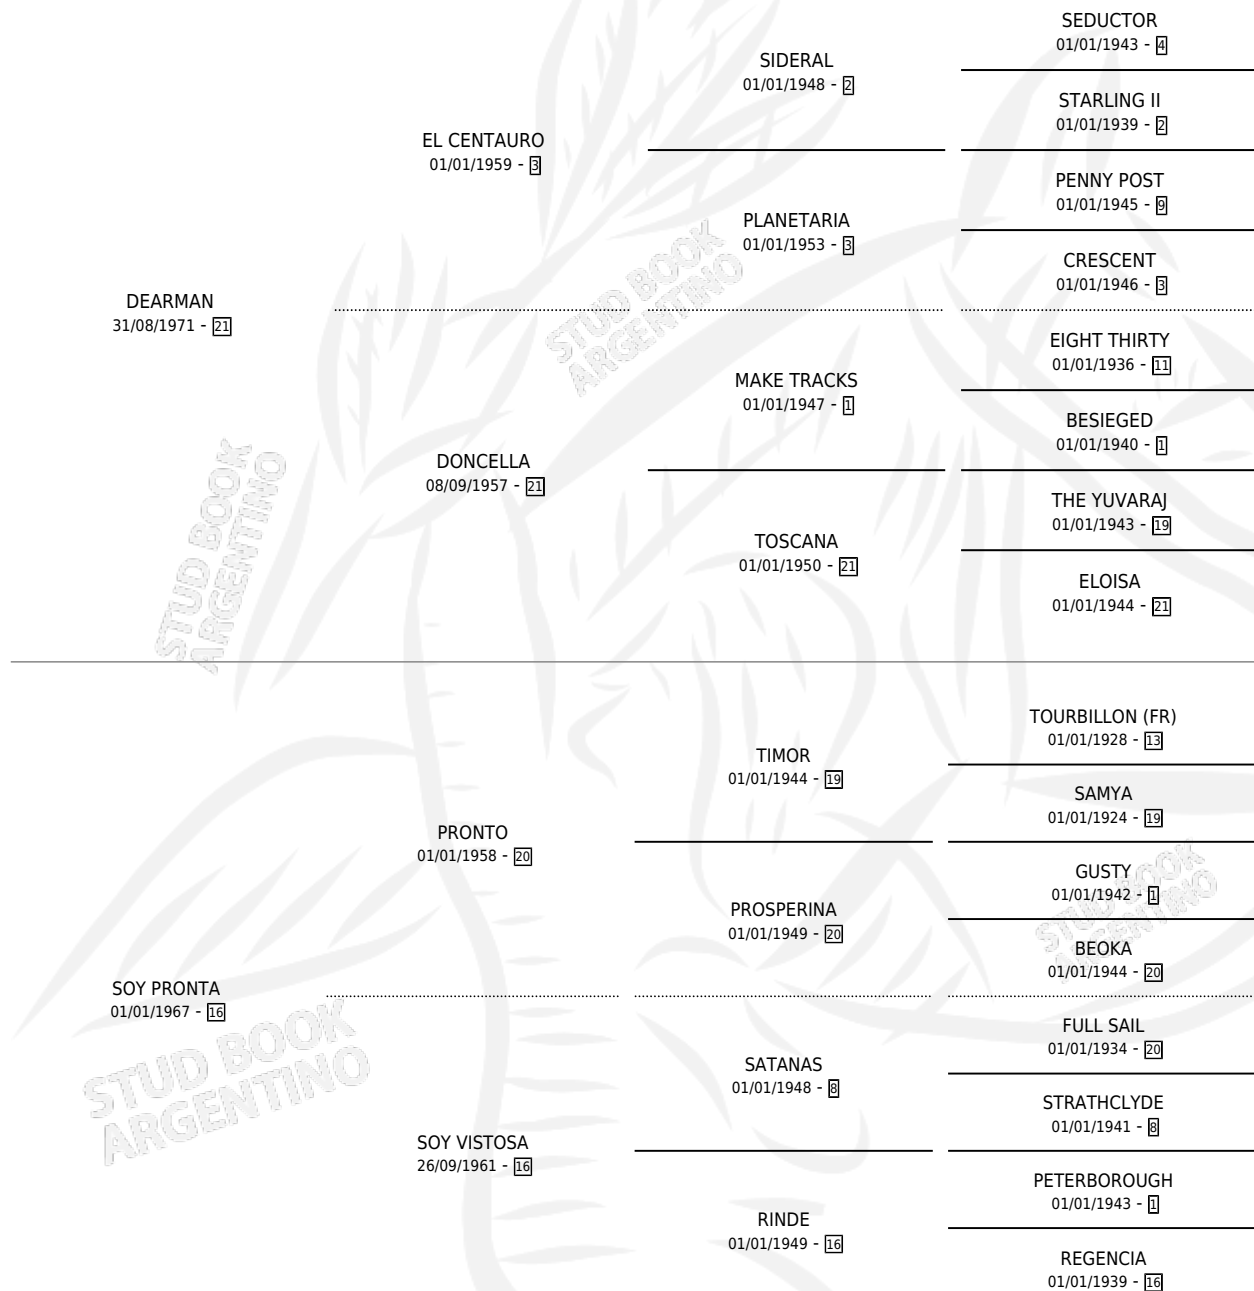 SEDUCTOR
01/01/1943 - 4
SIDERAL
01/01/1948 - 2
STARLING II
01/01/1939 - 2
EL CENTAURO
01/01/1959 - 3
PENNY POST
01/01/1945 - 9
PLANETARIA
01/01/1953 - 3
CRESCENT
01/01/1946 - 3
DEARMAN
31/08/1971 - 21
EIGHT THIRTY
01/01/1936 - 11
MAKE TRACKS
01/01/1947 - 1
BESIEGED
01/01/1940 - 1
DONCELLA
08/09/1957 - 21
THE YUVARAJ
01/01/1943 - 19
TOSCANA
01/01/1950 - 21
ELOISA
01/01/1944 - 21
STUD BOOK
ARGENTINO
STUD BOOK
ARGENTINO
TOURBILLON (FR)
01/01/1928 - 13
TIMOR
01/01/1944 - 19
SAMYA
01/01/1924 - 19
PRONTO
01/01/1958 - 20
GUSTY
01/01/1942 - 1
PROSPERINA
01/01/1949 - 20
BEOKA
01/01/1944 - 20
STUD BOOK
ARGENTINO
SOY PRONTA
01/01/1967 - 16
FULL SAIL
01/01/1934 - 20
SATANAS
01/01/1948 - 8
STRATHCLYDE
01/01/1941 - 8
SOY VISTOSA
26/09/1961 - 16
PETERBOROUGH
01/01/1943 - 1
RINDE
01/01/1949 - 16
REGENCIA
01/01/1939 - 16
STUD BOOK
ARGENTINO